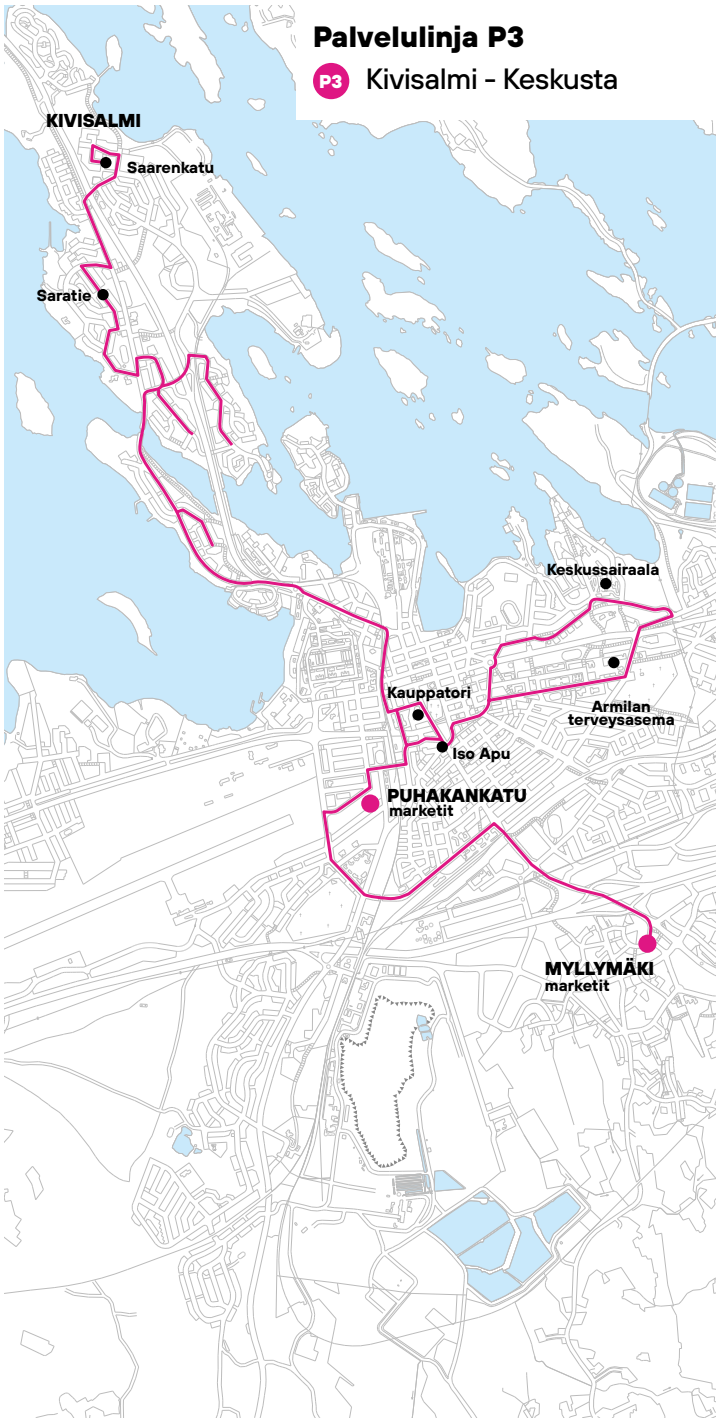 Palvelulinja P3
P3 Kivisalmi - Keskusta
KIVISALMI
Saarenkatu
Saratie
Keskussairaala
Kauppatori
Armilan
terveysasema
Iso Apu
PUHAKANKATU
marketit
MYLLYMÄKI
marketit